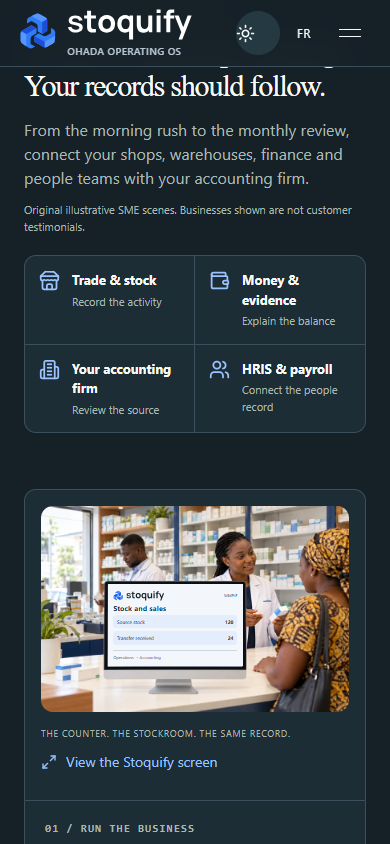 stoquify
OHADA OPERATING OS
FR
Your records should follow.
From the morning rush to the monthly review,
connect your shops, warehouses, finance and
people teams with your accounting firm.
Original illustrative SME scenes. Businesses shown are not customer
testimonials.
Trade & stock
Record the activity
Money &
evidence
Explain the balance
Your accounting
firm
Review the source
HRIS & payroll
Connect the people
record
stoquify
Stock and sales
Source stock 120
Transfer received 24
Operations → Accounting
THE COUNTER. THE STOCKROOM. THE SAME RECORD.
View the Stoquify screen
01 / RUN THE BUSINESS